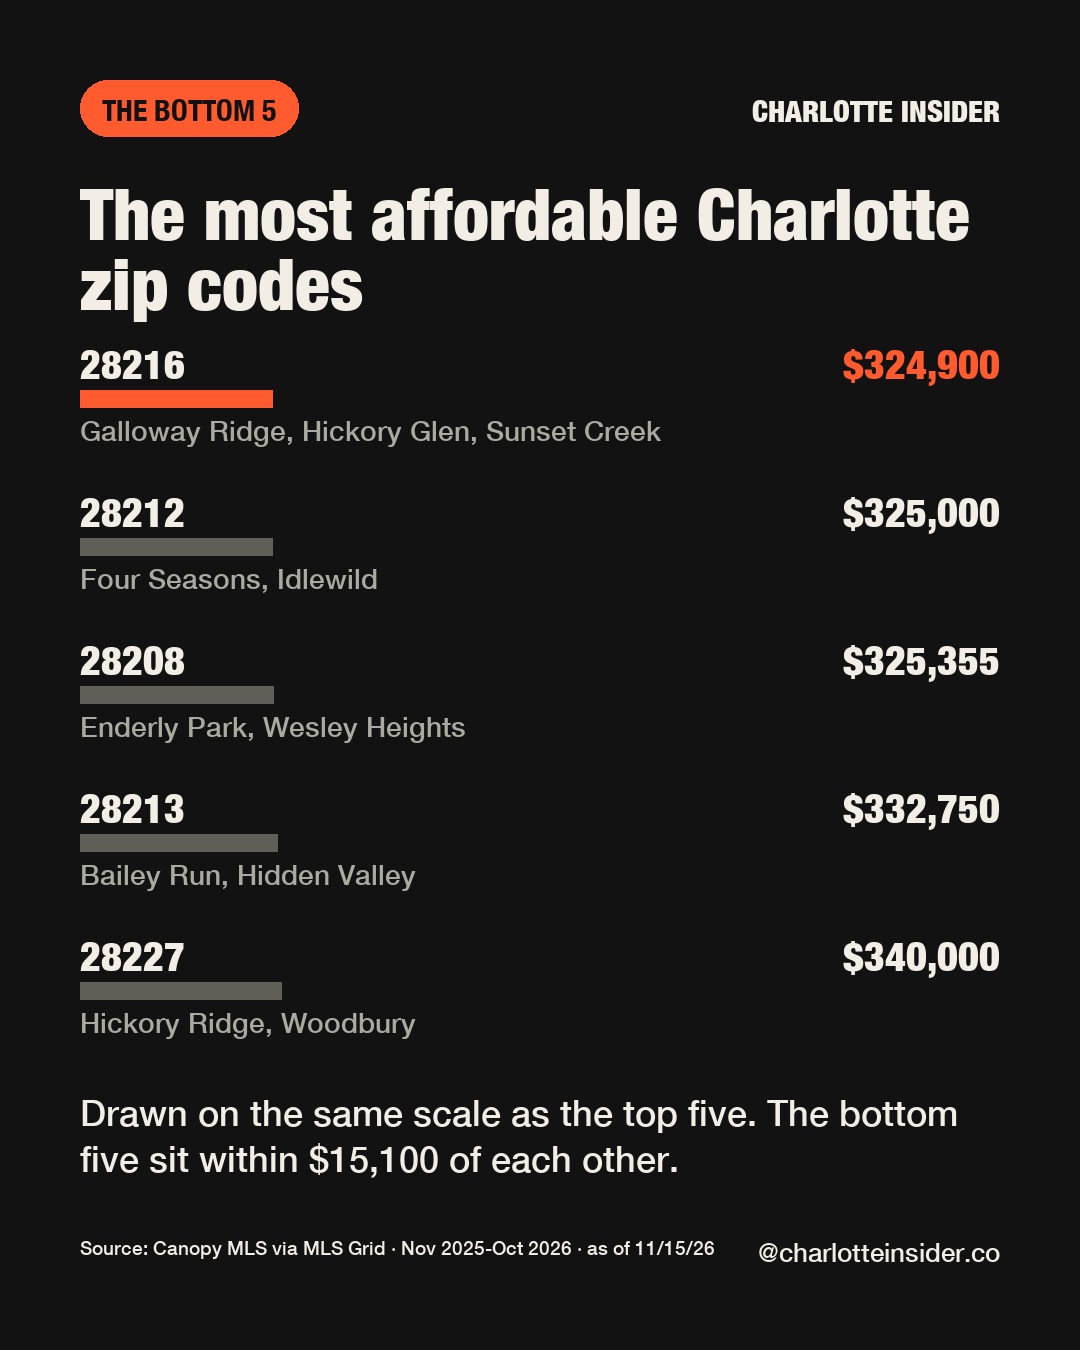 THE BOTTOM 5
CHARLOTTE INSIDER
The most affordable Charlotte
zip codes
28216
$324,900
Galloway Ridge, Hickory Glen, Sunset Creek
28212
$325,000
Four Seasons, Idlewild
28208
$325,355
Enderly Park, Wesley Heights
28213
$332,750
Bailey Run, Hidden Valley
28227
$340,000
Hickory Ridge, Woodbury
Drawn on the same scale as the top five. The bottom
five sit within $15,100 of each other.
Source: Canopy MLS via MLS Grid · Nov 2025-Oct 2026 · as of 11/15/26
@charlotteinsider.co